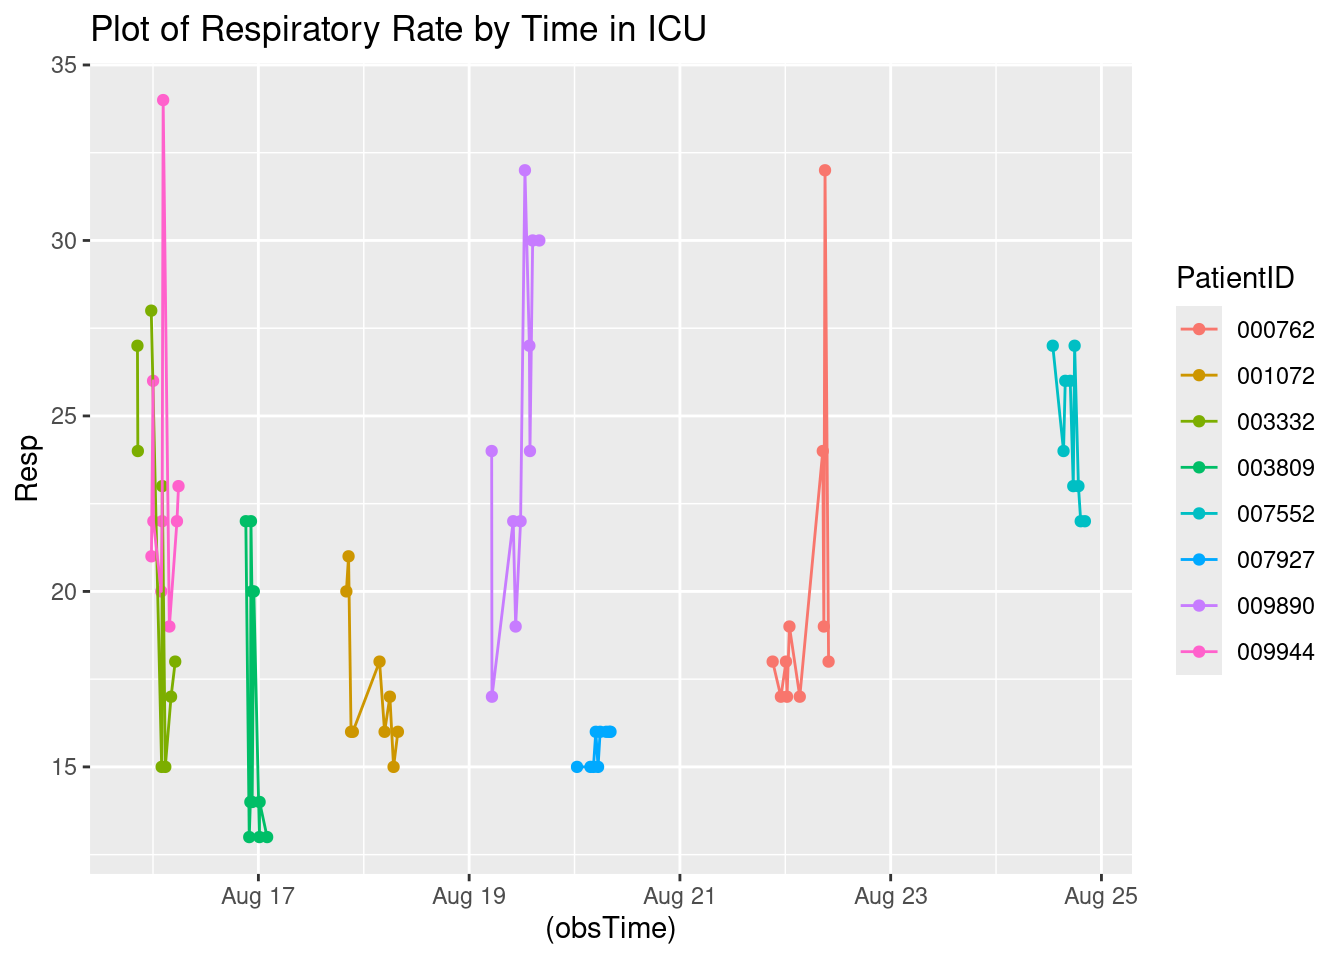 Plot of Respiratory Rate by Time in ICU
35
30
25
20
15
Resp
Aug 17
Aug 19
Aug 21
Aug 23
Aug 25
(obsTime)
PatientID
000762
001072
003332
003809
007552
007927
009890
009944